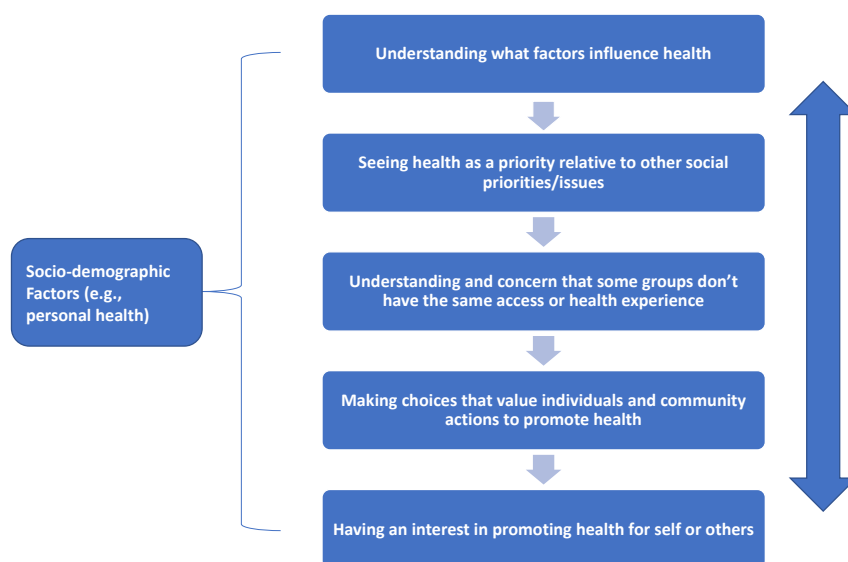 Understanding what factors influence health
Seeing health as a priority relative to other social
priorities/issues
Socio-demographic
Factors (e.g.,
personal health)
Understanding and concern that some groups don’t
have the same access or health experience
Making choices that value individuals and community
actions to promote health
Having an interest in promoting health for self or others